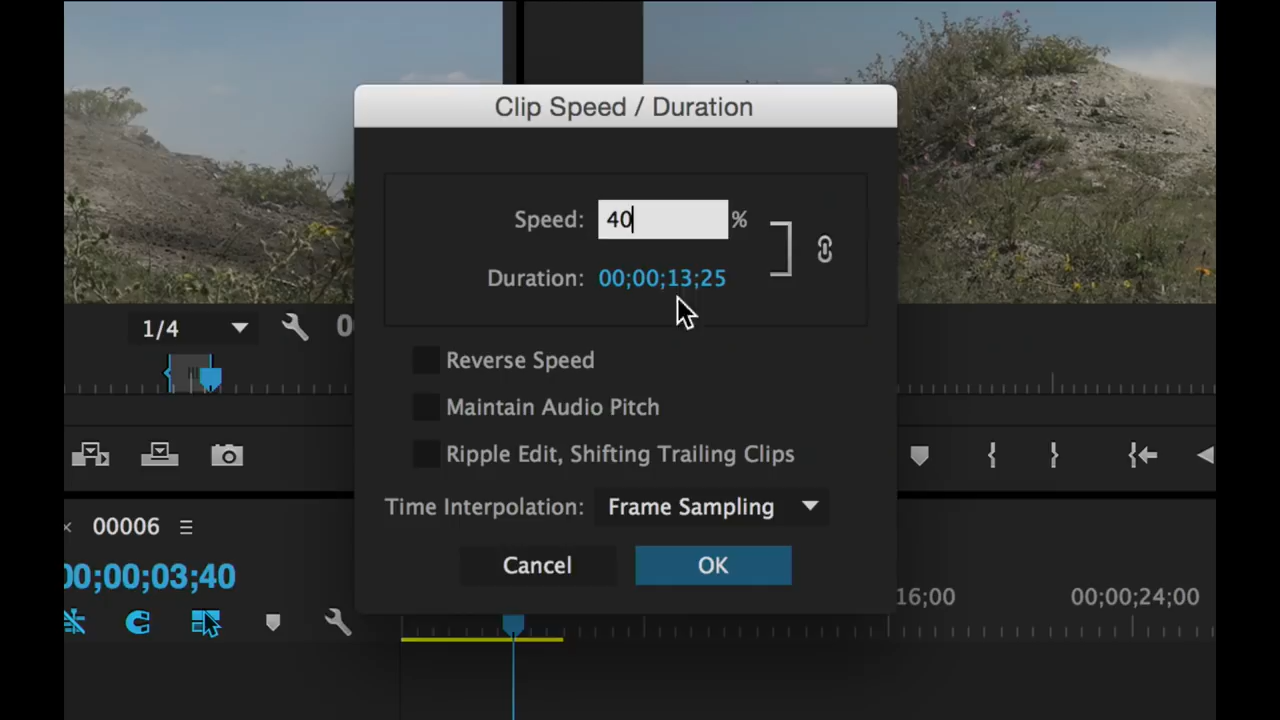 Clip Speed / Duration
Speed: 40 %
Duration: 00;00;13;25
1/4
0
Reverse Speed
Maintain Audio Pitch
Ripple Edit, Shifting Trailing Clips
Time Interpolation: Frame Sampling
Cancel OK
× 00006
00;00;03;40
16;00 00;00;24;00